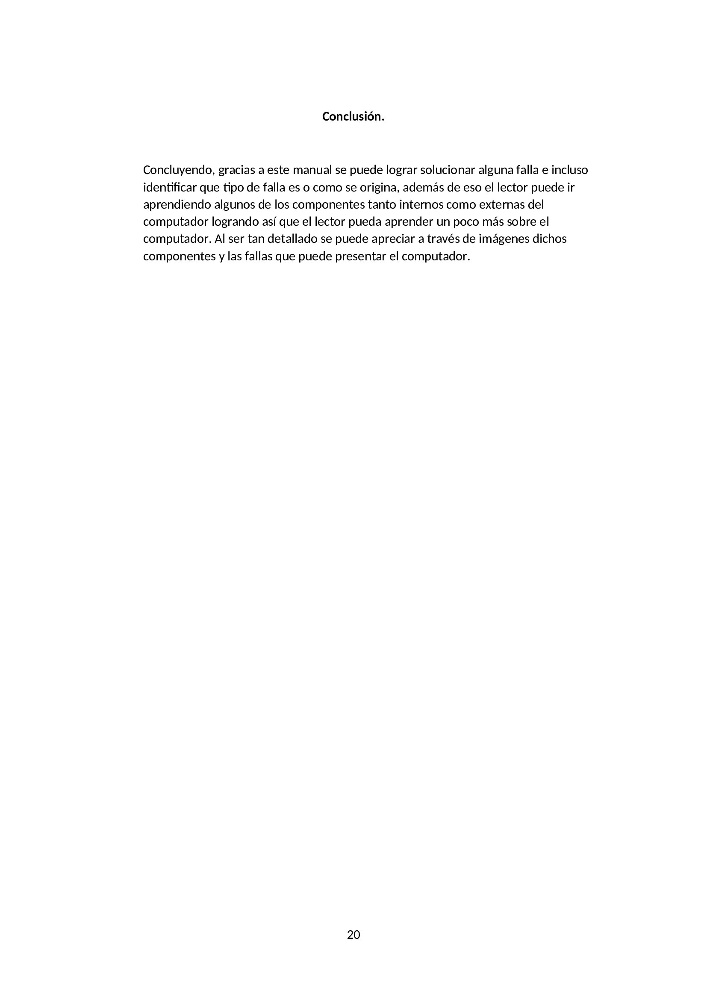 Conclusión.
Concluyendo, gracias a este manual se puede lograr solucionar alguna falla e incluso
identificar que tipo de falla es o como se origina, además de eso el lector puede ir
aprendiendo algunos de los componentes tanto internos como externas del
computador logrando así que el lector pueda aprender un poco más sobre el
computador. Al ser tan detallado se puede apreciar a través de imágenes dichos
componentes y las fallas que puede presentar el computador.
20